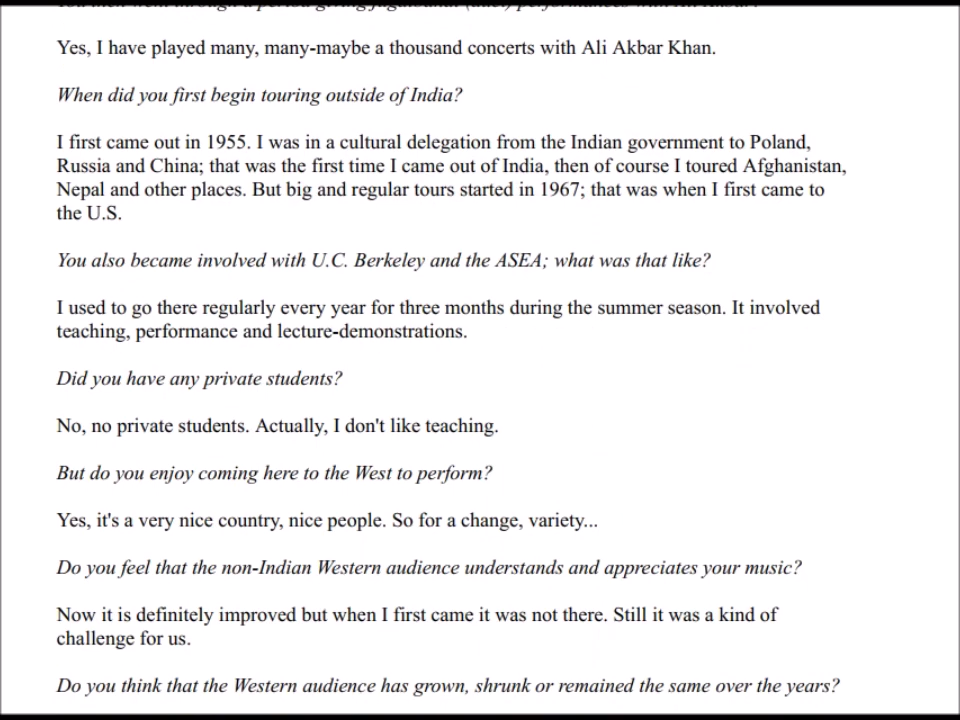 Yes, I have played many, many-maybe a thousand concerts with Ali Akbar Khan.
When did you first begin touring outside of India?
I first came out in 1955. I was in a cultural delegation from the Indian government to Poland,
Russia and China; that was the first time I came out of India, then of course I toured Afghanistan,
Nepal and other places. But big and regular tours started in 1967; that was when I first came to
the U.S.
You also became involved with U.C. Berkeley and the ASEA; what was that like?
I used to go there regularly every year for three months during the summer season. It involved
teaching, performance and lecture-demonstrations.
Did you have any private students?
No, no private students. Actually, I don't like teaching.
But do you enjoy coming here to the West to perform?
Yes, it's a very nice country, nice people. So for a change, variety...
Do you feel that the non-Indian Western audience understands and appreciates your music?
Now it is definitely improved but when I first came it was not there. Still it was a kind of
challenge for us.
Do you think that the Western audience has grown, shrunk or remained the same over the years?